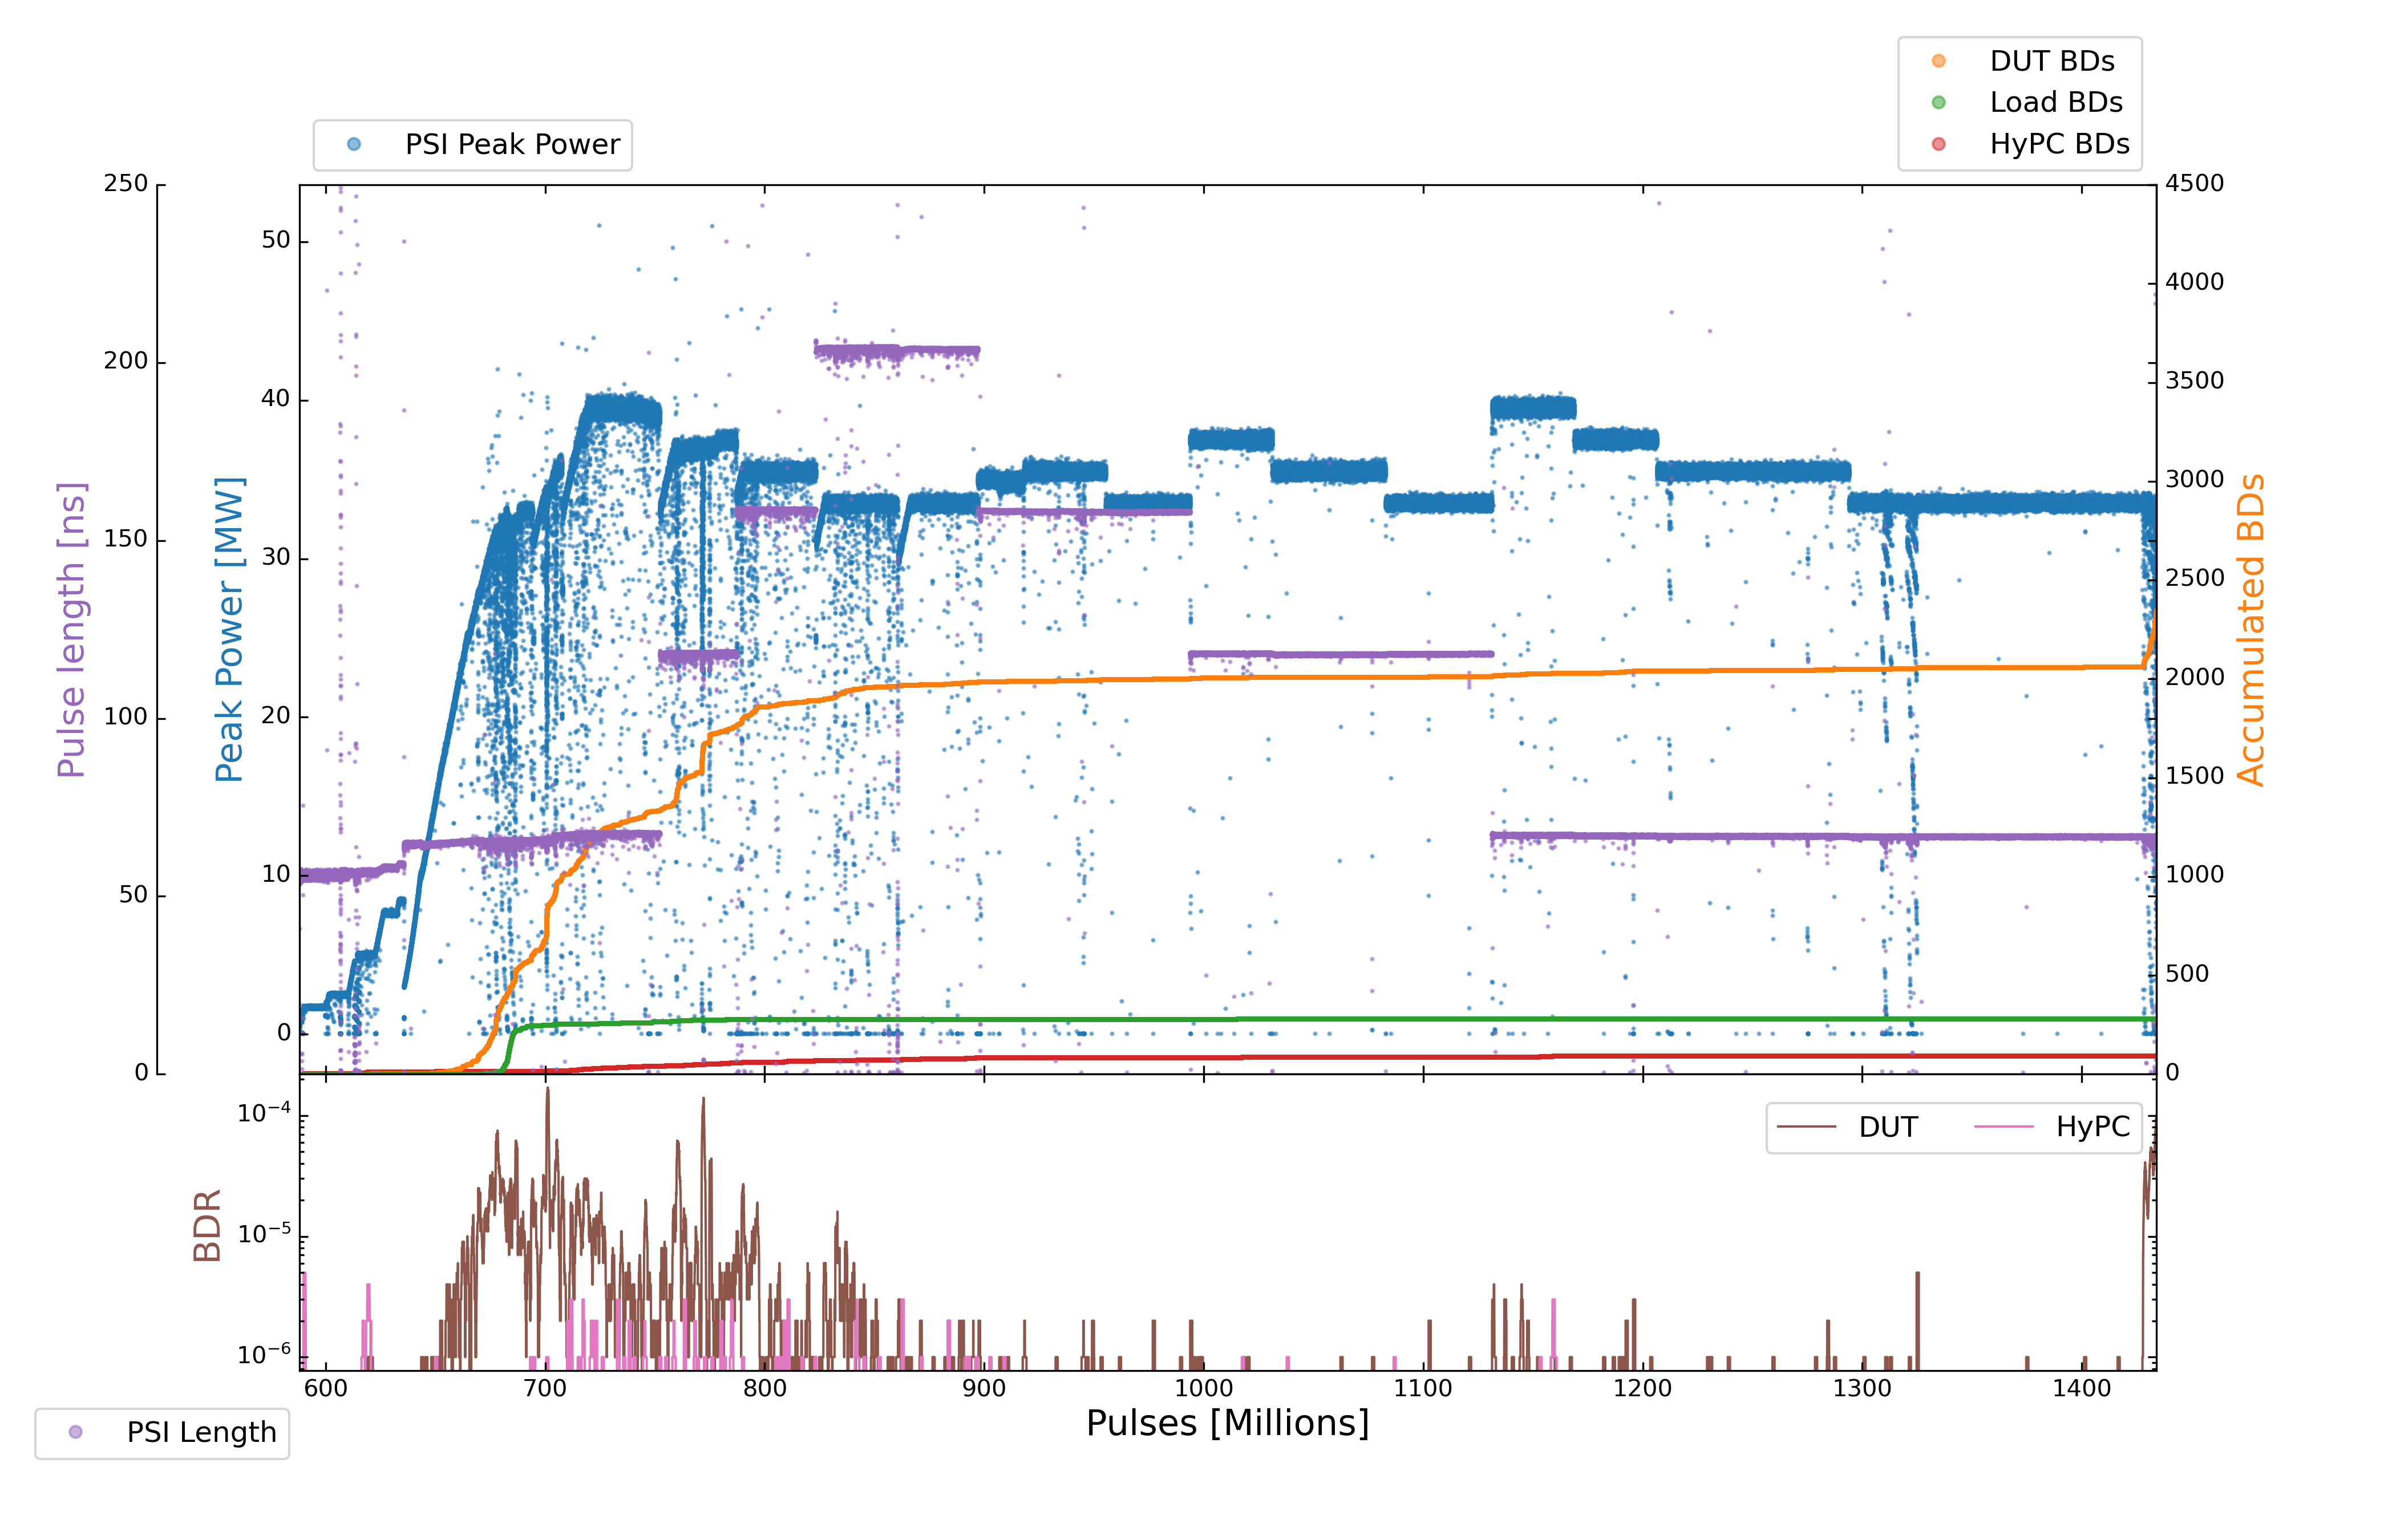 DUT BDs
Load BDs
HyPC BDs
PSI Peak Power
250
200
150
100
50
0
Pulse length [ns]
50
40
30
20
10
0
Peak Power [MW]
4500
4000
3500
3000
2500
2000
1500
1000
500
0
Accumulated BDs
DUT
HyPC
10⁻⁴
10⁻⁵
10⁻⁶
BDR
600 700 800 900 1000 1100 1200 1300 1400
Pulses [Millions]
PSI Length